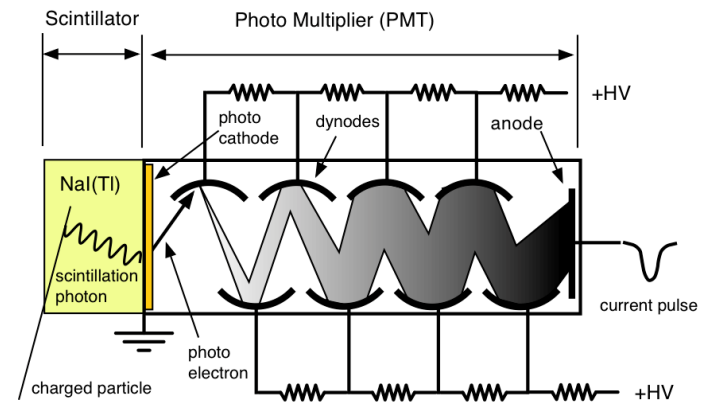 Scintillator
Photo Multiplier (PMT)
+HV
photo
cathode
dynodes
anode
NaI(Tl)
scintillation
photon
current pulse
photo
electron
charged particle
+HV